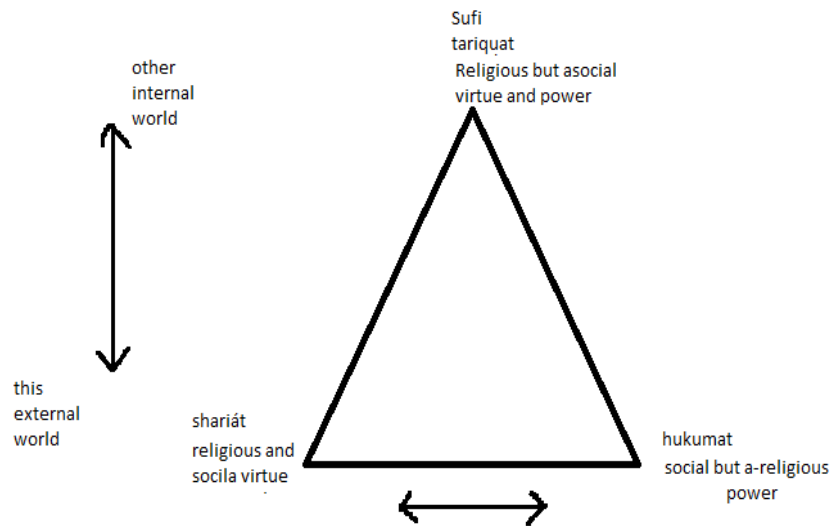 Sufi
tariquat
Religious but asocial
virtue and power
other
internal
world
this
external
world
shariát
religious and
socila virtue
hukumat
social but a-religious
power